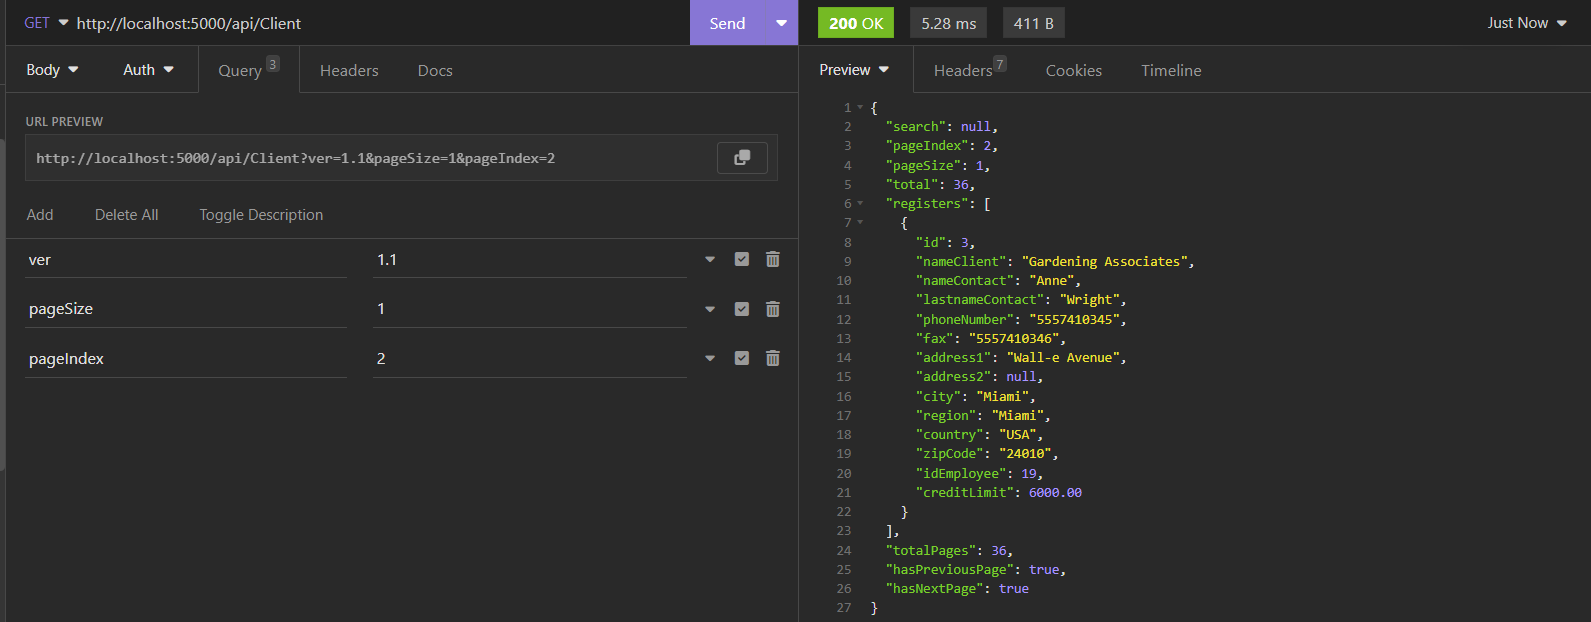 GET http://localhost:5000/api/Client Send
Body Auth Query 3 Headers Docs
URL PREVIEW
http://localhost:5000/api/Client?ver=1.1&pageSize=1&pageIndex=2
Add Delete All Toggle Description
ver 1.1
pageSize 1
pageIndex 2
200 OK 5.28 ms 411 B Just Now
Preview Headers 7 Cookies Timeline
1 {
2 "search": null,
3 "pageIndex": 2,
4 "pageSize": 1,
5 "total": 36,
6 "registers": [
7 {
8 "id": 3,
9 "nameClient": "Gardening Associates",
10 "nameContact": "Anne",
11 "lastnameContact": "Wright",
12 "phoneNumber": "5557410345",
13 "fax": "5557410346",
14 "address1": "Wall-e Avenue",
15 "address2": null,
16 "city": "Miami",
17 "region": "Miami",
18 "country": "USA",
19 "zipCode": "24010",
20 "idEmployee": 19,
21 "creditLimit": 6000.00
22 }
23 ],
24 "totalPages": 36,
25 "hasPreviousPage": true,
26 "hasNextPage": true
27 }